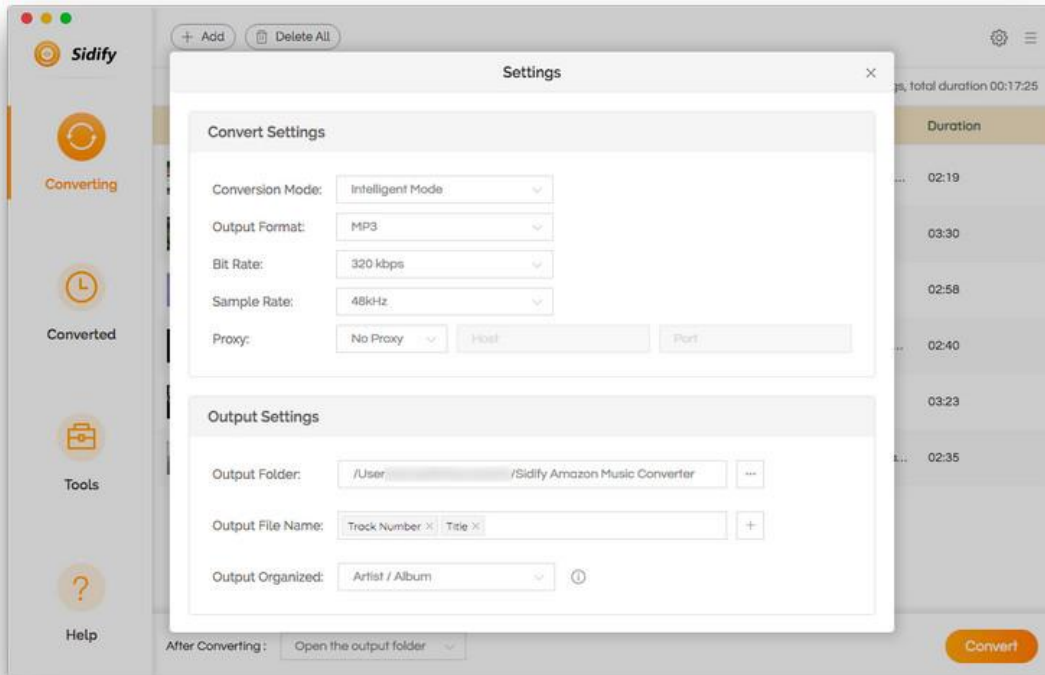 + Add
Delete All
Sidify
Settings
gs, total duration 00:17:25
Convert Settings
Duration
Converting
Conversion Mode: Intelligent Mode
... 02:19
Output Format: MP3
03:30
Bit Rate: 320 kbps
Sample Rate: 48kHz
02:58
Converted
Proxy: No Proxy Host Port
... 02:40
03:23
Output Settings
Output Folder: /User /Sidify Amazon Music Converter ...
a... 02:35
Tools
Output File Name: Track Number × Title × +
Output Organized: Artist / Album
?
Help
After Converting : Open the output folder
Convert